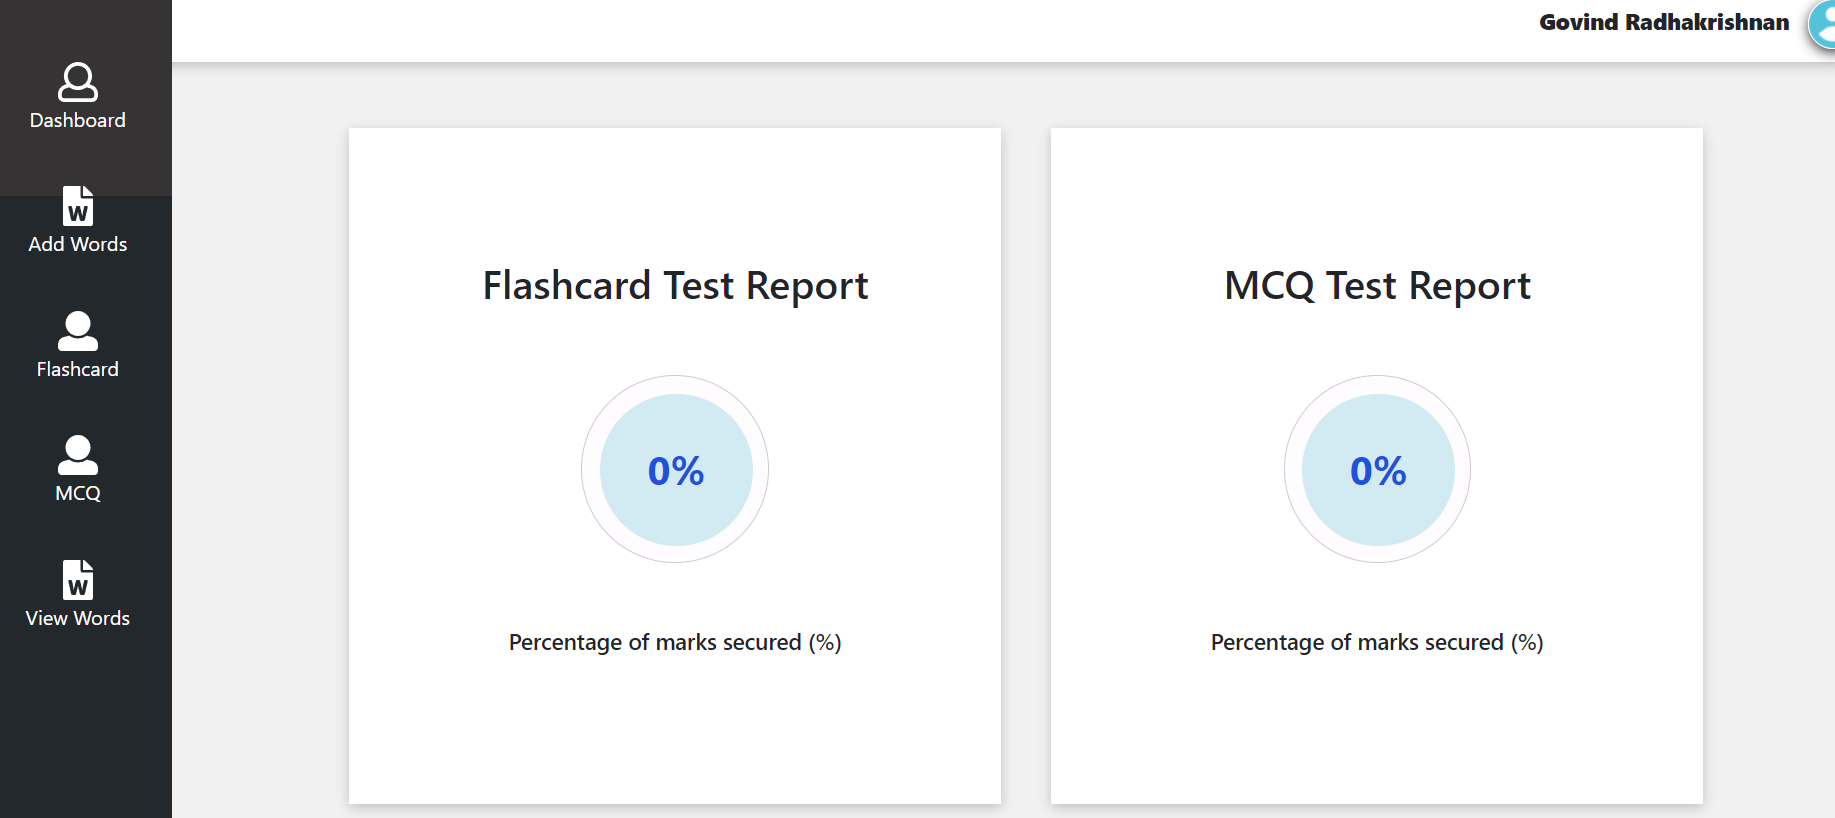 Govind Radhakrishnan
Dashboard
W
Add Words
Flashcard
MCQ
W
View Words
Flashcard Test Report
0%
Percentage of marks secured (%)
MCQ Test Report
0%
Percentage of marks secured (%)